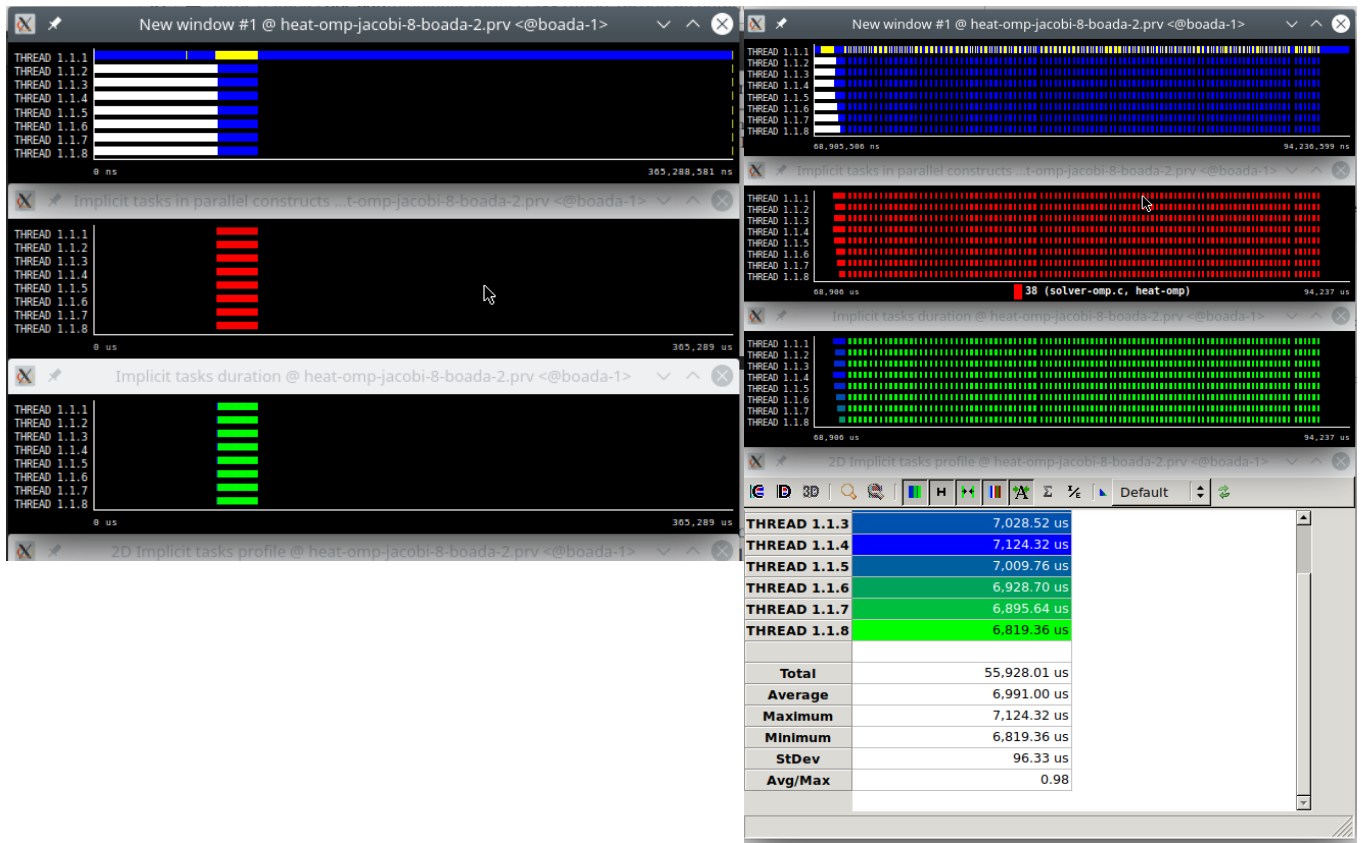 New window #1 @ heat-omp-jacobi-8-boada-2.prv <@boada-1>
THREAD 1.1.1
THREAD 1.1.2
THREAD 1.1.3
THREAD 1.1.4
THREAD 1.1.5
THREAD 1.1.6
THREAD 1.1.7
THREAD 1.1.8
0 ns 365,288,581 ns
Implicit tasks in parallel constructs ...t-omp-jacobi-8-boada-2.prv <@boada-1>
THREAD 1.1.1
THREAD 1.1.2
THREAD 1.1.3
THREAD 1.1.4
THREAD 1.1.5
THREAD 1.1.6
THREAD 1.1.7
THREAD 1.1.8
0 us 365,289 us
Implicit tasks duration @ heat-omp-jacobi-8-boada-2.prv <@boada-1>
THREAD 1.1.1
THREAD 1.1.2
THREAD 1.1.3
THREAD 1.1.4
THREAD 1.1.5
THREAD 1.1.6
THREAD 1.1.7
THREAD 1.1.8
0 us 365,289 us
2D Implicit tasks profile @ heat-omp-jacobi-8-boada-2.prv <@boada-1>
New window #1 @ heat-omp-jacobi-8-boada-2.prv <@boada-1>
THREAD 1.1.1
THREAD 1.1.2
THREAD 1.1.3
THREAD 1.1.4
THREAD 1.1.5
THREAD 1.1.6
THREAD 1.1.7
THREAD 1.1.8
68,905,506 ns 94,236,599 ns
Implicit tasks in parallel constructs ...t-omp-jacobi-8-boada-2.prv <@boada-1>
THREAD 1.1.1
THREAD 1.1.2
THREAD 1.1.3
THREAD 1.1.4
THREAD 1.1.5
THREAD 1.1.6
THREAD 1.1.7
THREAD 1.1.8
68,906 us 38 (solver-omp.c, heat-omp) 94,237 us
Implicit tasks duration @ heat-omp-jacobi-8-boada-2.prv <@boada-1>
THREAD 1.1.1
THREAD 1.1.2
THREAD 1.1.3
THREAD 1.1.4
THREAD 1.1.5
THREAD 1.1.6
THREAD 1.1.7
THREAD 1.1.8
68,906 us 94,237 us
2D Implicit tasks profile @ heat-omp-jacobi-8-boada-2.prv <@boada-1>
IC ID 3D H Σ Default
THREAD 1.1.3 7,028.52 us
THREAD 1.1.4 7,124.32 us
THREAD 1.1.5 7,009.76 us
THREAD 1.1.6 6,928.70 us
THREAD 1.1.7 6,895.64 us
THREAD 1.1.8 6,819.36 us
Total 55,928.01 us
Average 6,991.00 us
Maximum 7,124.32 us
Minimum 6,819.36 us
StDev 96.33 us
Avg/Max 0.98